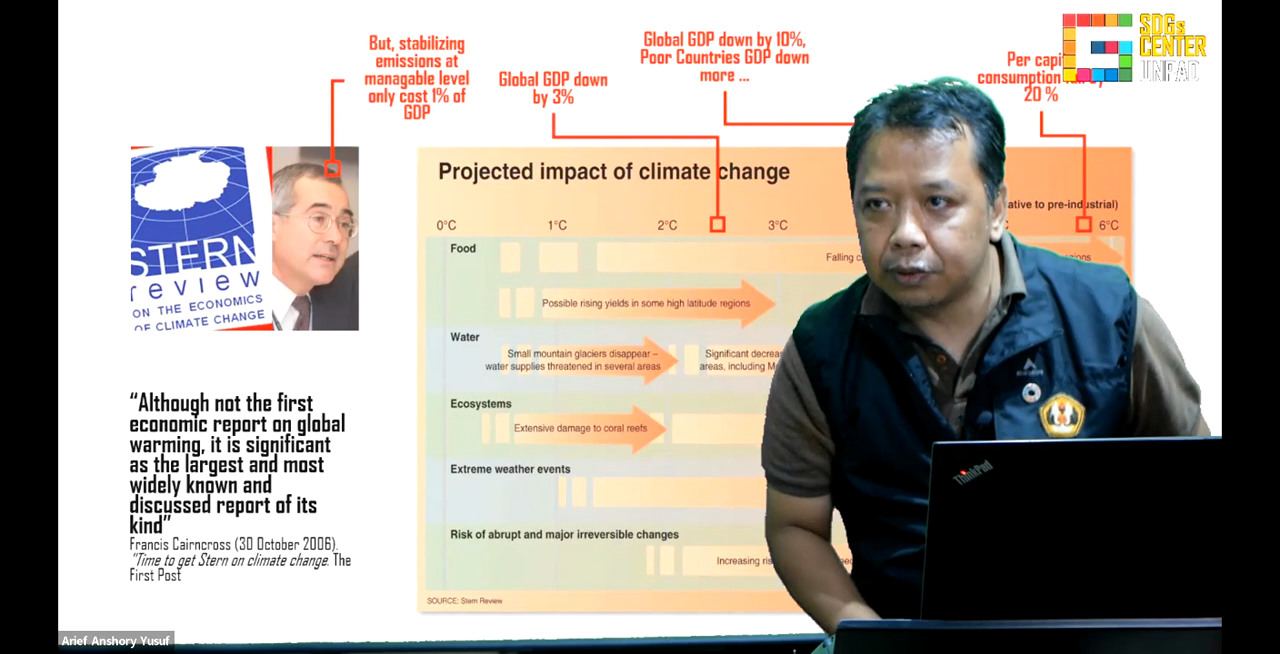 But, stabilizing
emissions at
managable level
only cost 1% of
GDP
Global GDP down
by 3%
Global GDP down by 10%,
Poor Countries GDP down
more ...
Per
consumption
20 %
SDGs
CENTER
UNPAD
STERN
review
ON THE ECONOMICS
OF CLIMATE CHANGE
Projected impact of climate change
to pre-industrial)
0°C 1°C 2°C 3°C 6°C
Food
Falling
Possible rising yields in some high latitude regions
Water
Small mountain glaciers disappear –
water supplies threatened in several areas
Significant
areas, including
Ecosystems
Extensive damage to coral reefs
Extreme weather events
Risk of abrupt and major irreversible changes
Increasing
SOURCE: Stern Review
“Although not the first
economic report on global
warming, it is significant
as the largest and most
widely known and
discussed report of its
kind”
Francis Cairncross (30 October 2006).
"Time to get Stern on climate change. The
First Post
ThinkPad
Arief Anshory Yusuf